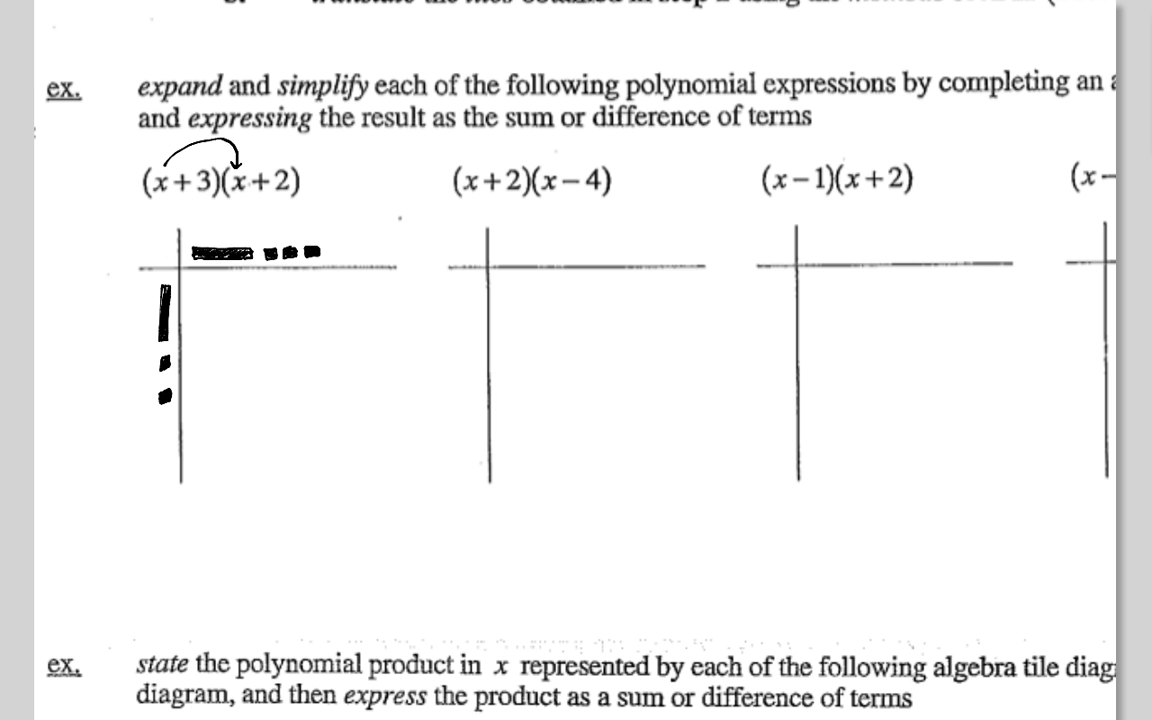 ex. expand and simplify each of the following polynomial expressions by completing an
and expressing the result as the sum or difference of terms
(x+3)(x+2) (x+2)(x−4) (x−1)(x+2) (x−
ex. state the polynomial product in x represented by each of the following algebra tile
diagram, and then express the product as a sum or difference of terms